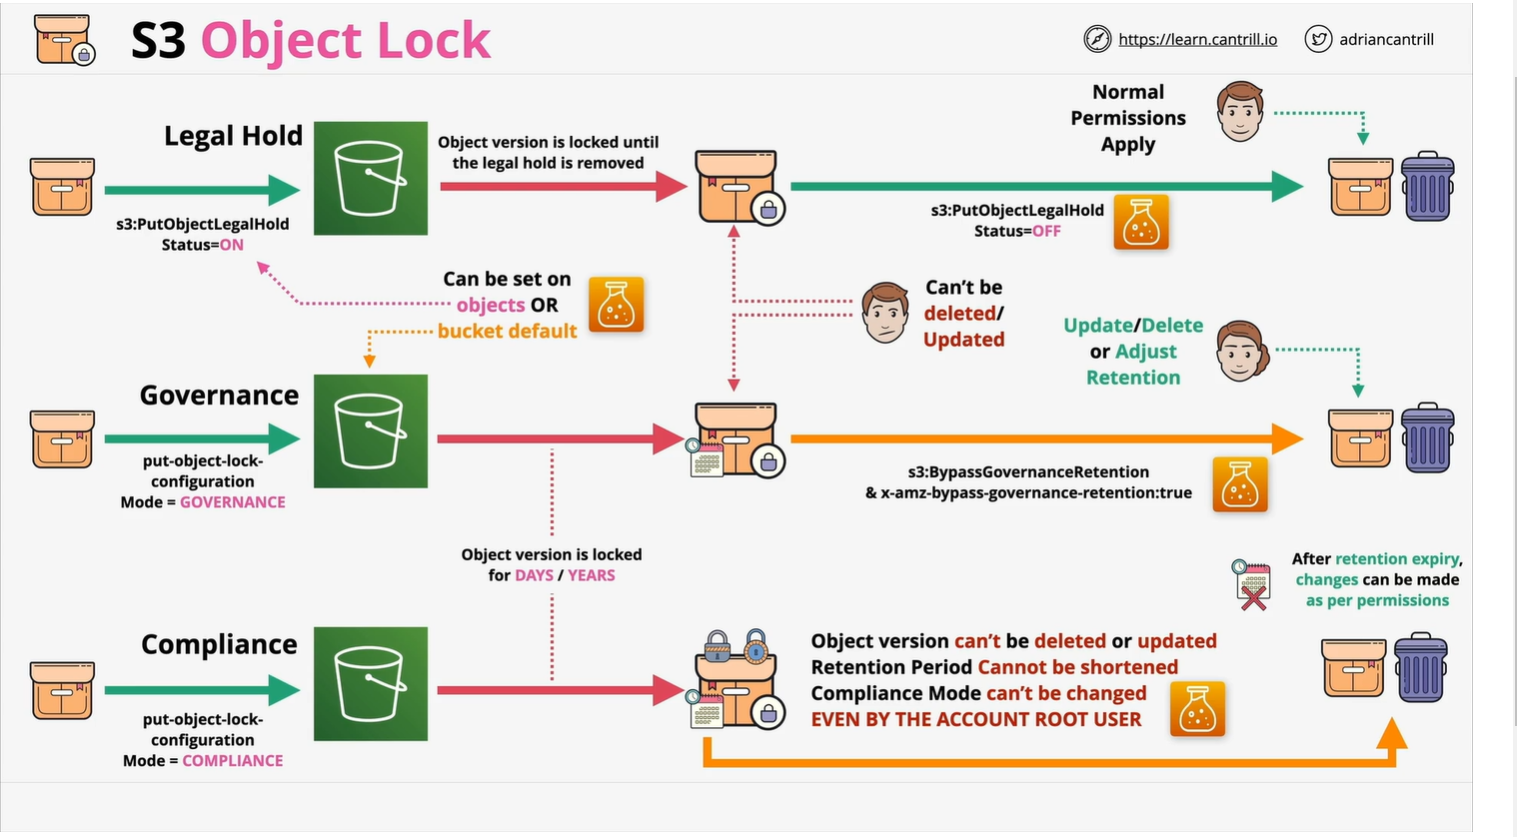 S3 Object Lock
https://learn.cantrill.io
adriancantrill
Legal Hold
s3:PutObjectLegalHold
Status=ON
Object version is locked until
the legal hold is removed
s3:PutObjectLegalHold
Status=OFF
Normal
Permissions
Apply
Can be set on
objects OR
bucket default
Can't be
deleted/
Updated
Update/Delete
or Adjust
Retention
Governance
put-object-lock-
configuration
Mode = GOVERNANCE
s3:BypassGovernanceRetention
& x-amz-bypass-governance-retention:true
Object version is locked
for DAYS / YEARS
After retention expiry,
changes can be made
as per permissions
Compliance
put-object-lock-
configuration
Mode = COMPLIANCE
Object version can't be deleted or updated
Retention Period Cannot be shortened
Compliance Mode can't be changed
EVEN BY THE ACCOUNT ROOT USER